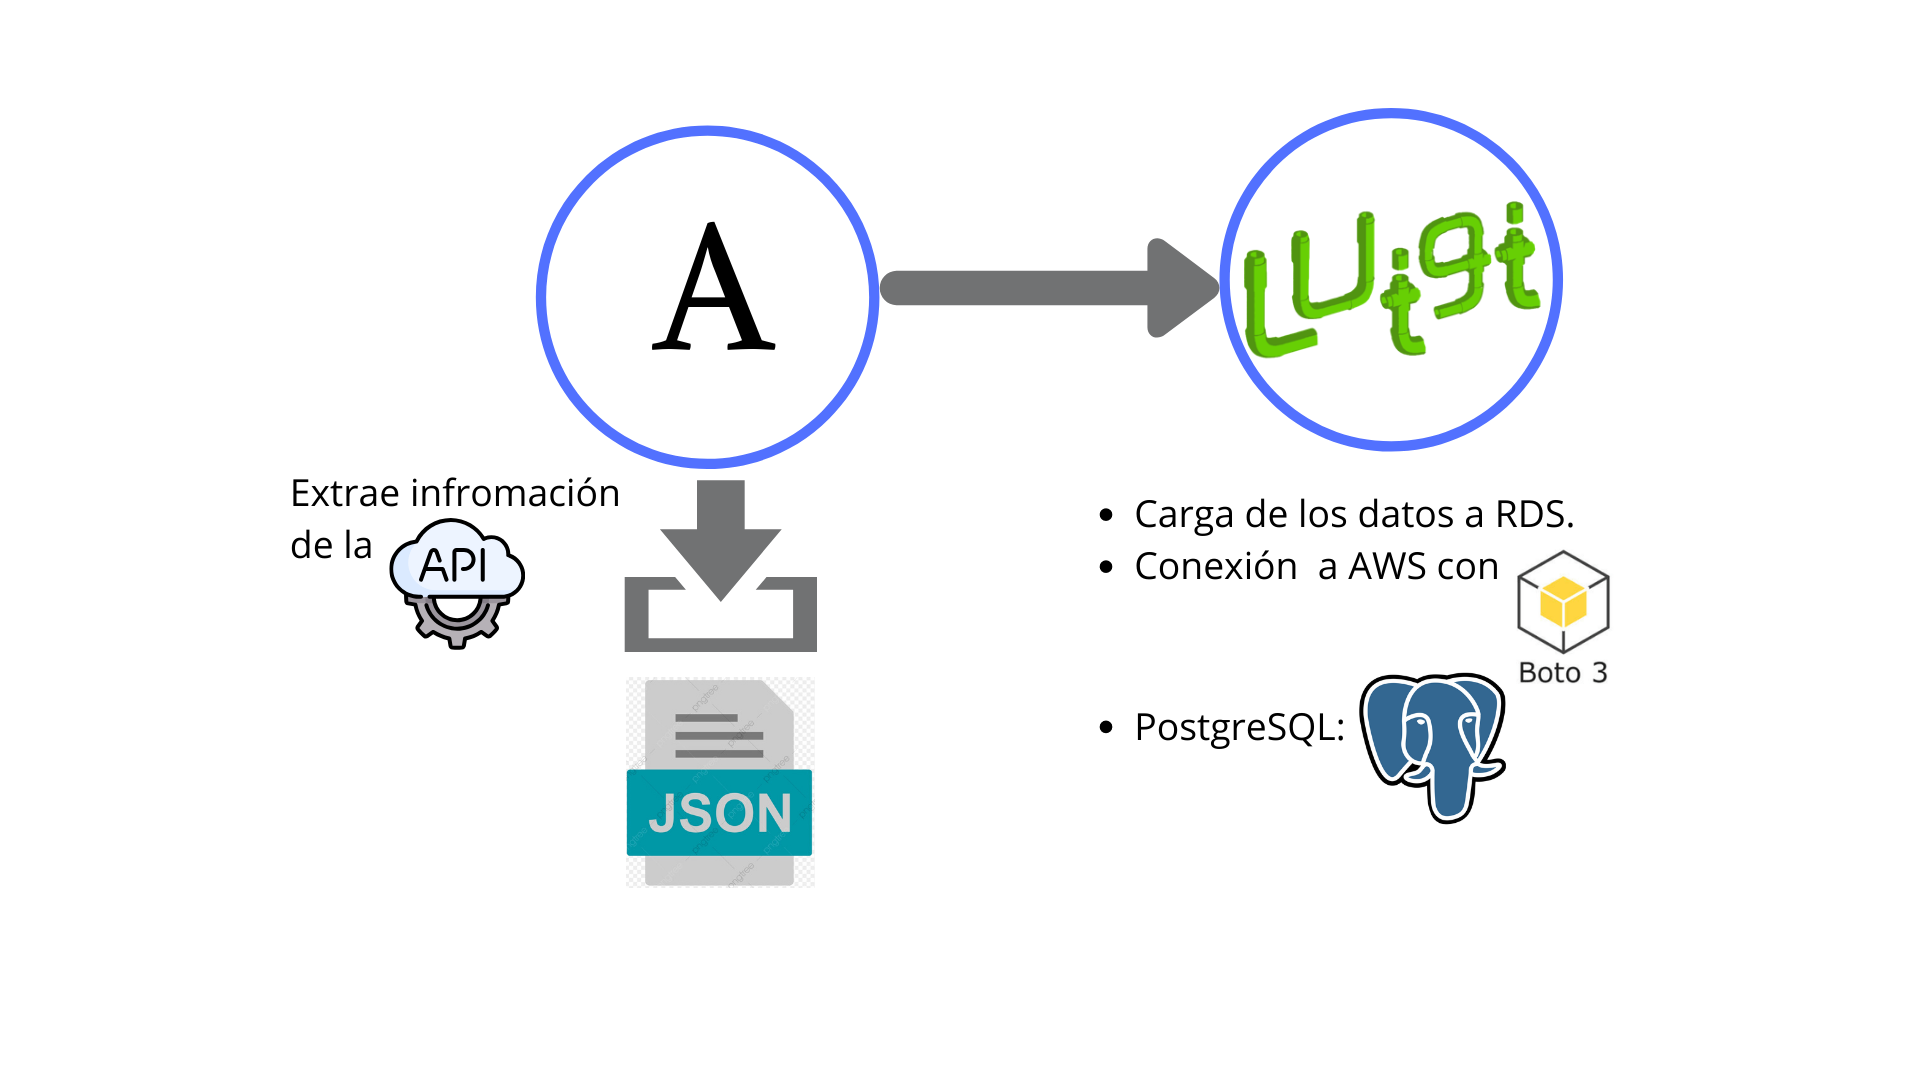 A
Luigi
Extrae infromación
de la
API
JSON
• Carga de los datos a RDS.
• Conexión  a AWS con
Boto 3
• PostgreSQL: